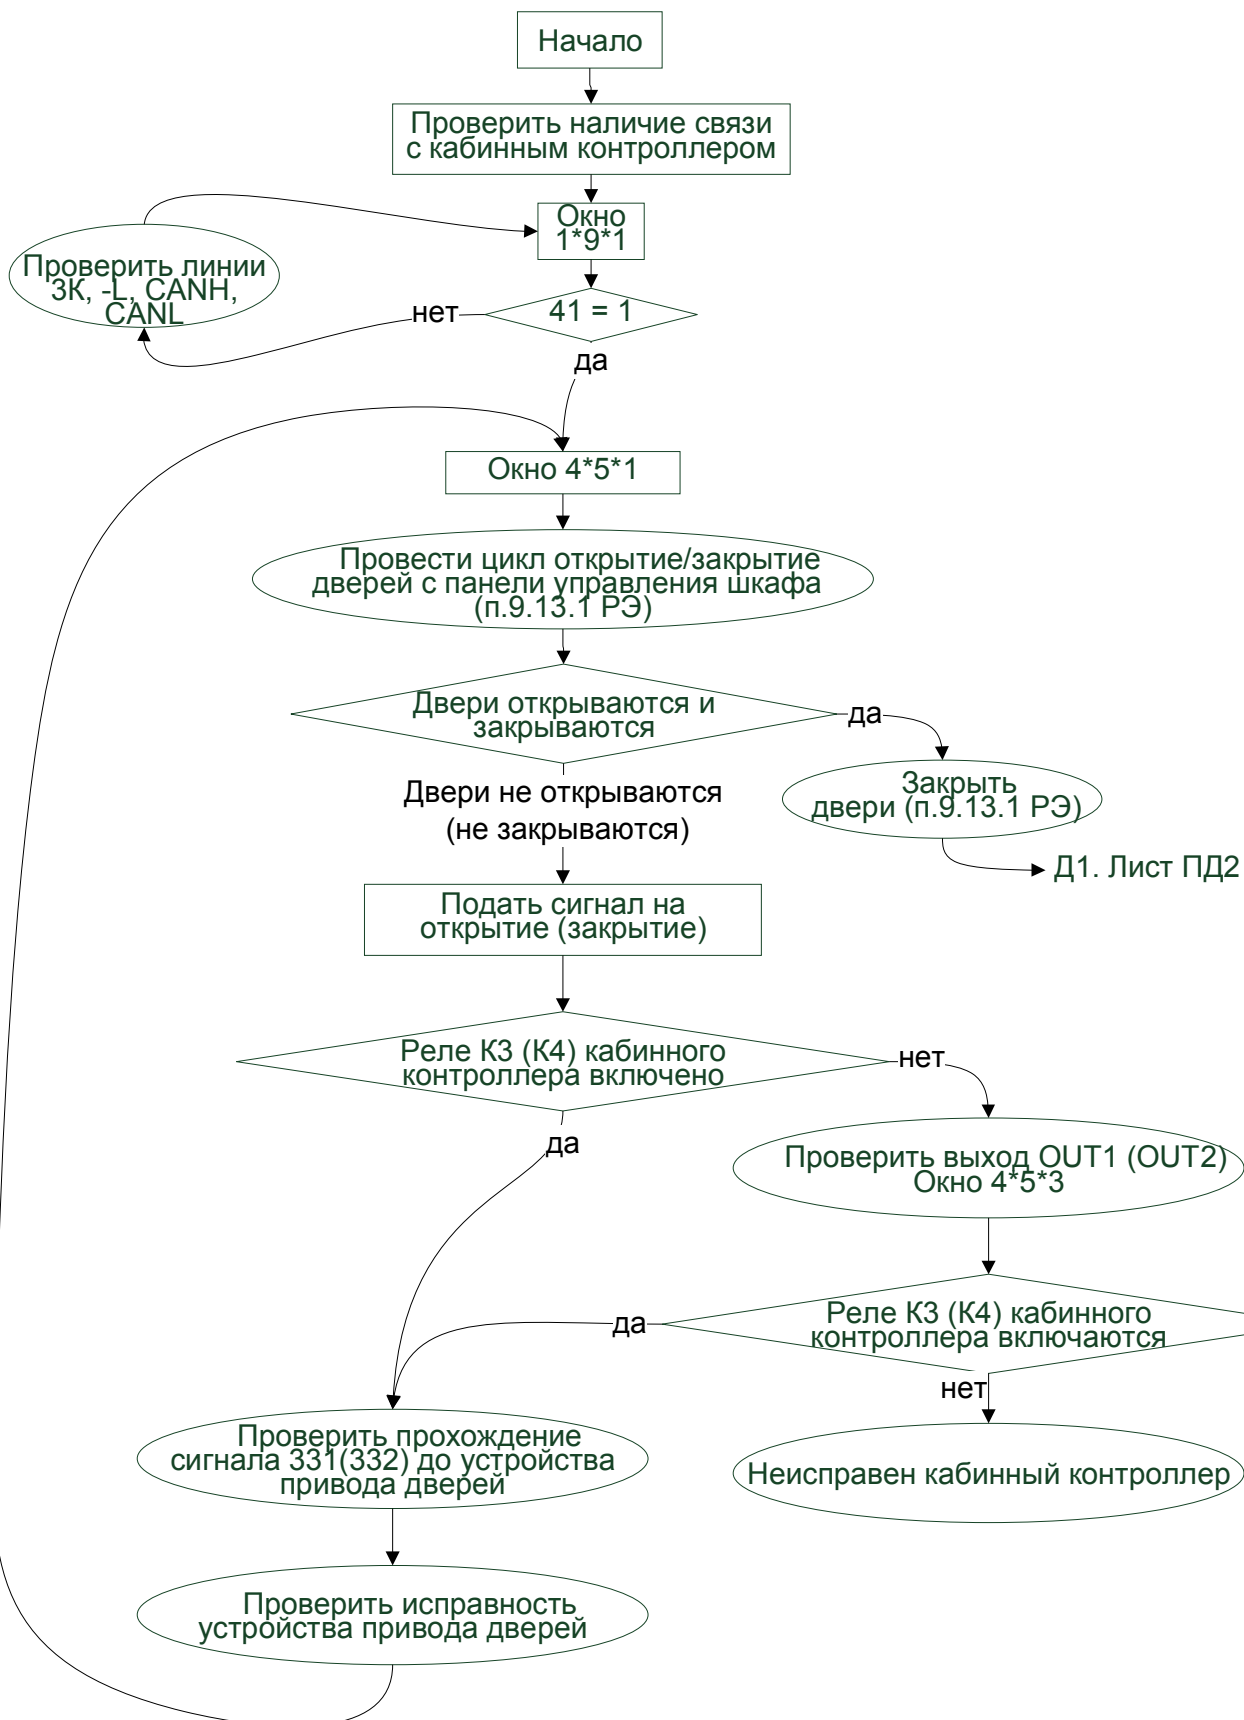 Начало
Проверить наличие связи
с кабинным контроллером
Окно
1*9*1
Проверить линии
3К, -L, CANH,
CANL
нет
41 = 1
да
Окно 4*5*1
Провести цикл открытие/закрытие
дверей с панели управления шкафа
(п.9.13.1 РЭ)
Двери открываются и
закрываются
да
Двери не открываются
(не закрываются)
Закрыть
двери (п.9.13.1 РЭ)
Д1. Лист ПД2
Подать сигнал на
открытие (закрытие)
Реле К3 (К4) кабинного
контроллера включено
нет
да
Проверить выход OUT1 (OUT2)
Окно 4*5*3
Реле К3 (К4) кабинного
контроллера включаются
да
нет
Проверить прохождение
сигнала 331(332) до устройства
привода дверей
Неисправен кабинный контроллер
Проверить исправность
устройства привода дверей